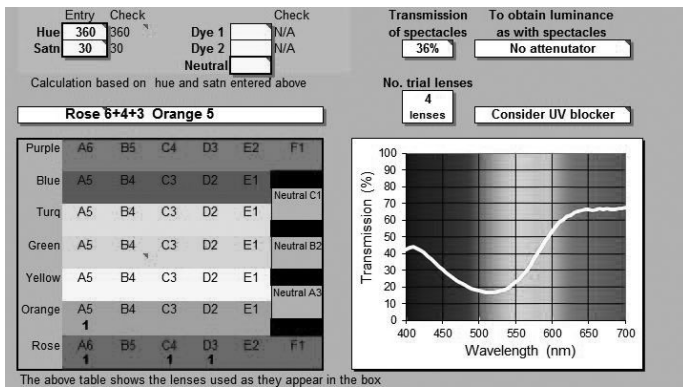 Entry Check
Hue 360 360
Satn 30 30
Check
Dye 1 N/A
Dye 2 N/A
Neutral
Calculation based on hue and satn entered above
Transmission
of spectacles
36%
To obtain luminance
as with spectacles
No attenutator
No. trial lenses
4
lenses
Consider UV blocker
Rose 6+4+3 Orange 5
Purple A6 B5 C4 D3 E2 F1
Blue A5 B4 C3 D2 E1
Neutral C1
Turq A5 B4 C3 D2 E1
Green A5 B4 C3 D2 E1 Neutral B2
Yellow A5 B4 C3 D2 E1
Neutral A3
Orange A5 B4 C3 D2 E1
1
Rose A6 B5 C4 D3 E2 F1
1 1 1
The above table shows the lenses used as they appear in the box
Transmission (%)
100
90
80
70
60
50
40
30
20
10
0
400 450 500 550 600 650 700
Wavelength (nm)